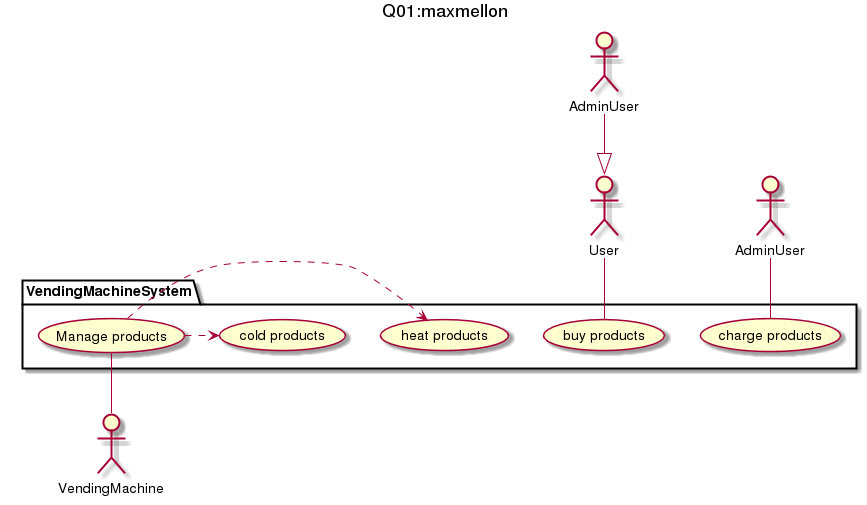 Q01:maxmellon
AdminUser
User
AdminUser
VendingMachineSystem
Manage products
cold products
heat products
buy products
charge products
VendingMachine